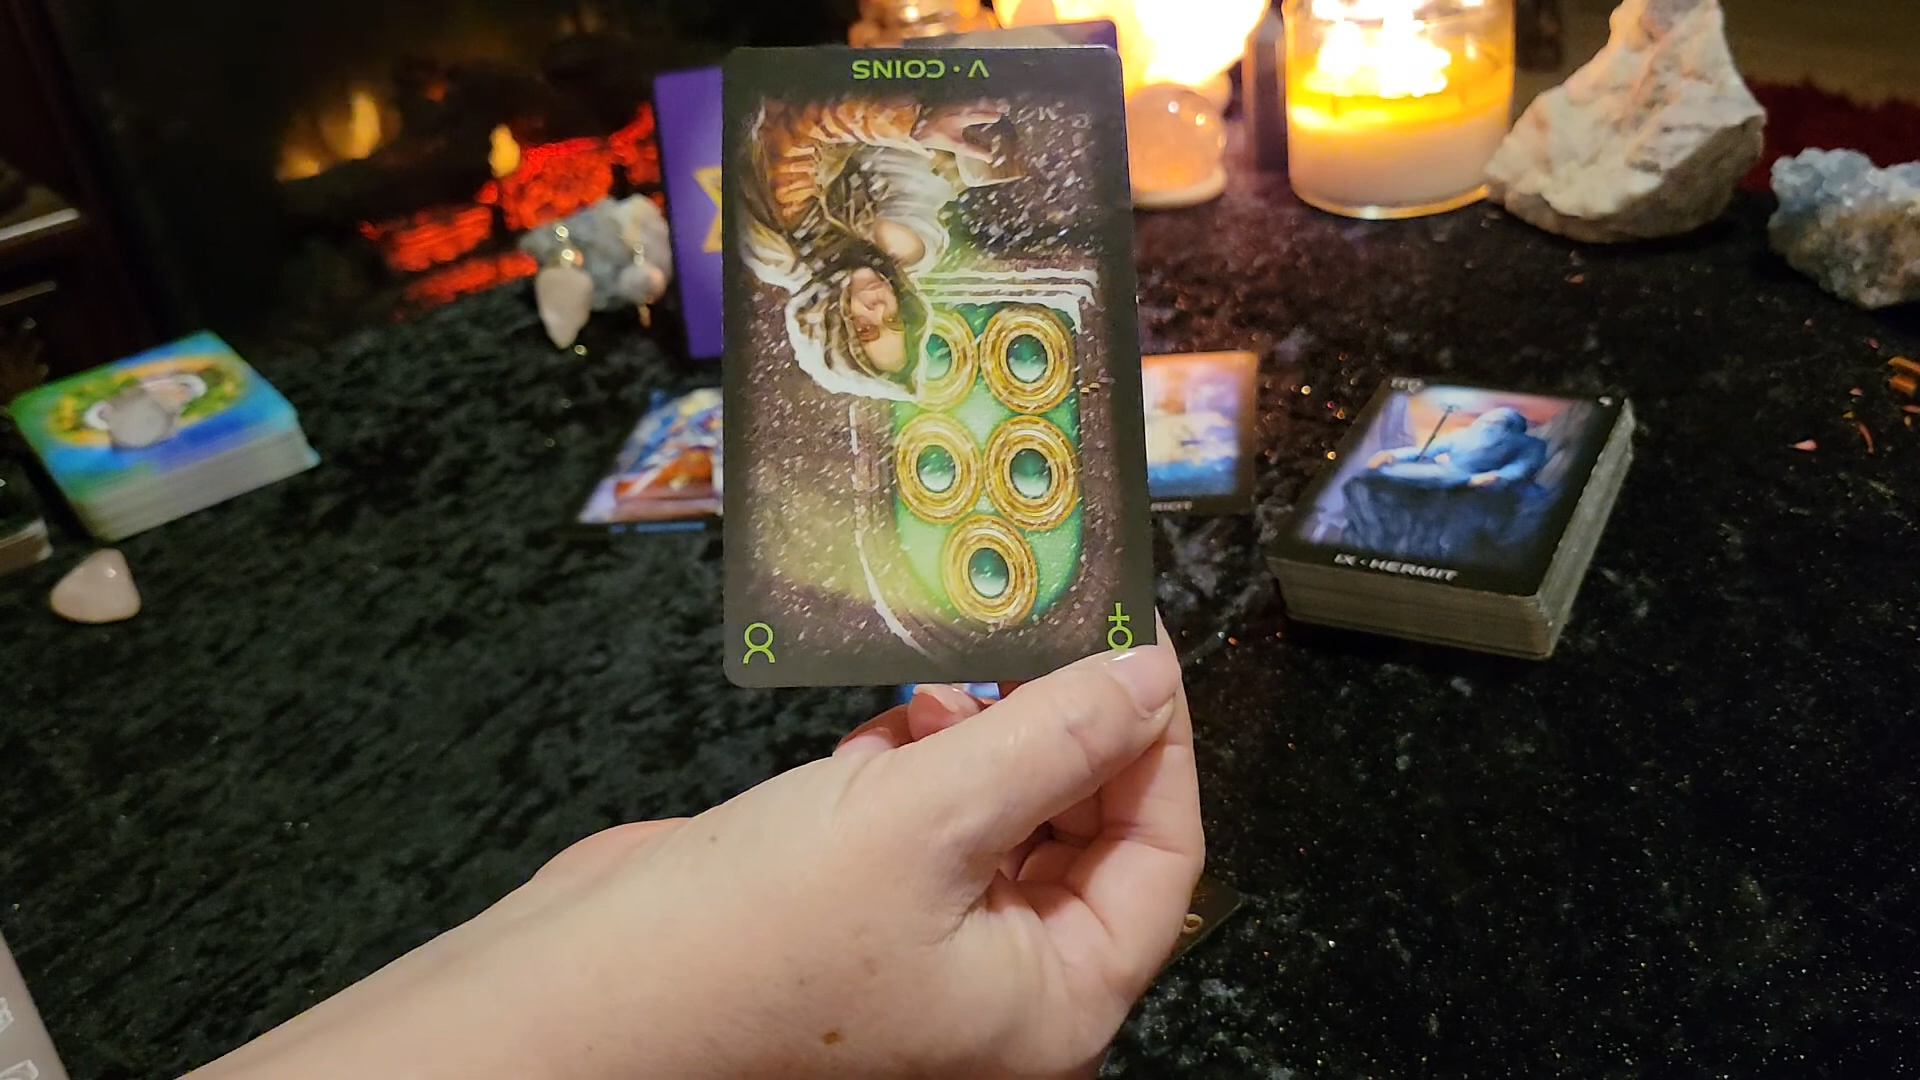 V · COINS
IX · HERMIT